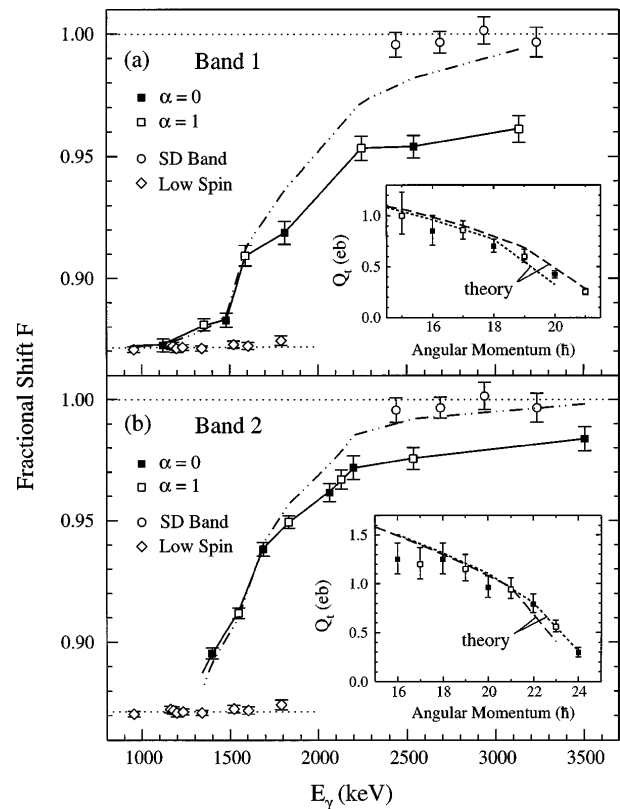 1.00
(a) Band 1
■ α = 0
□ α = 1
○ SD Band
◇ Low Spin
0.95
0.90
1.0
0.5
0.0
Qt (eb)
theory
16 18 20
Angular Momentum (ħ)
Fractional Shift F
1.00
(b) Band 2
■ α = 0
□ α = 1
○ SD Band
◇ Low Spin
0.95
0.90
1.5
1.0
0.5
0.0
Qt (eb)
theory
16 18 20 22 24
Angular Momentum (ħ)
1000 1500 2000 2500 3000 3500
Eγ (keV)